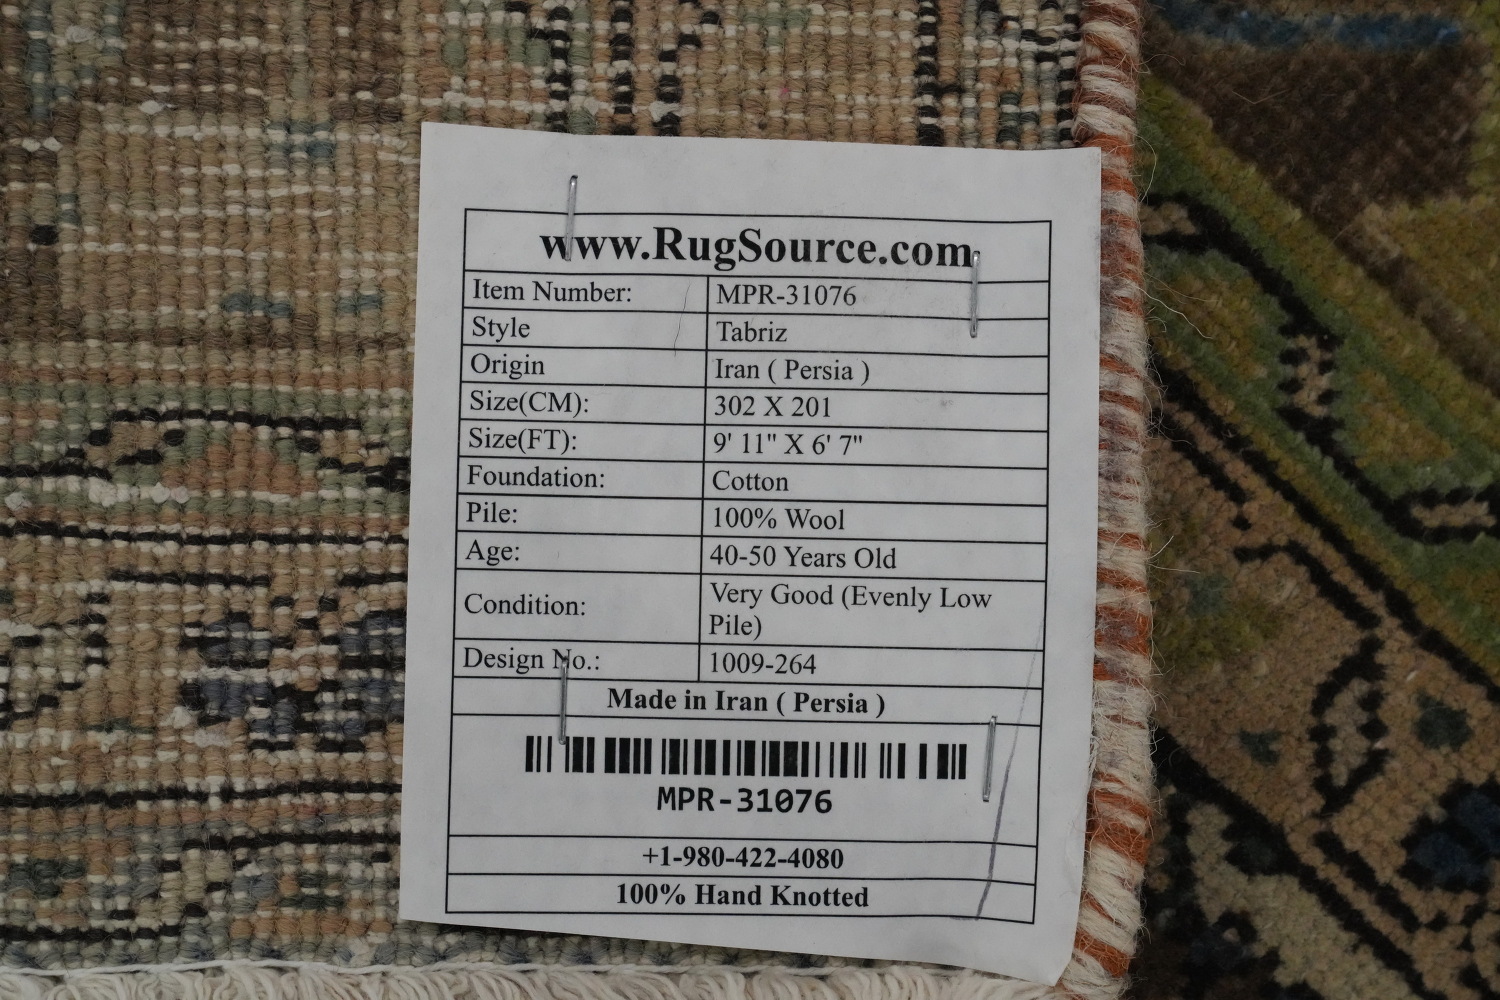 www.RugSource.com
Item Number: MPR-31076
Style Tabriz
Origin Iran ( Persia )
Size(CM): 302 X 201
Size(FT): 9' 11" X 6' 7"
Foundation: Cotton
Pile: 100% Wool
Age: 40-50 Years Old
Condition: Very Good (Evenly Low
Pile)
Design No.: 1009-264
Made in Iran ( Persia )
MPR-31076
+1-980-422-4080
100% Hand Knotted